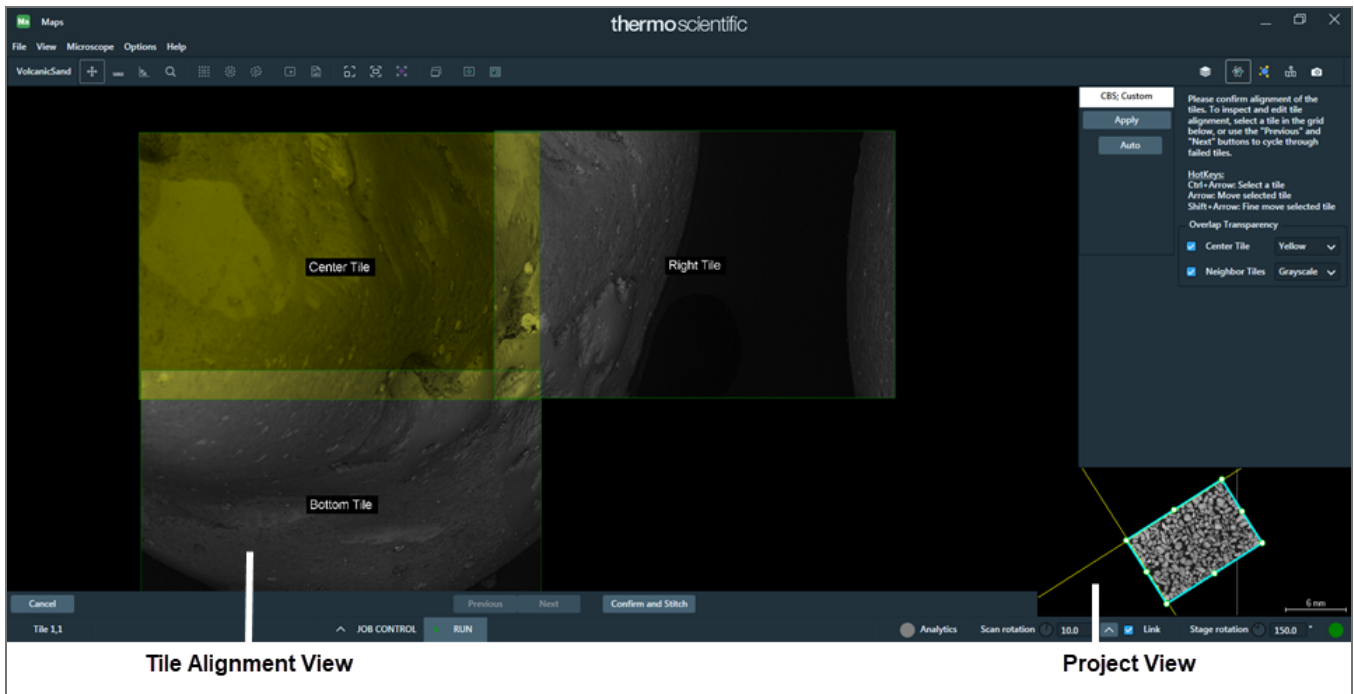 Maps
thermo scientific
File View Microscope Options Help
VolcanicSand
CBS; Custom
Apply
Auto
Please confirm alignment of the
tiles. To inspect and edit tile
alignment, select a tile in the grid
below, or use the "Previous" and
"Next" buttons to cycle through
failed tiles.
HotKeys:
Ctrl+Arrow: Select a tile
Arrow: Move selected tile
Shift+Arrow: Fine move selected tile
Overlap Transparency
Center Tile Yellow
Neighbor Tiles Grayscale
Center Tile
Right Tile
Bottom Tile
6 mm
Cancel
Previous Next
Confirm and Stitch
Tile 1,1
JOB CONTROL
RUN
Analytics Scan rotation 10.0 Link Stage rotation 150.0 °
Tile Alignment View
Project View